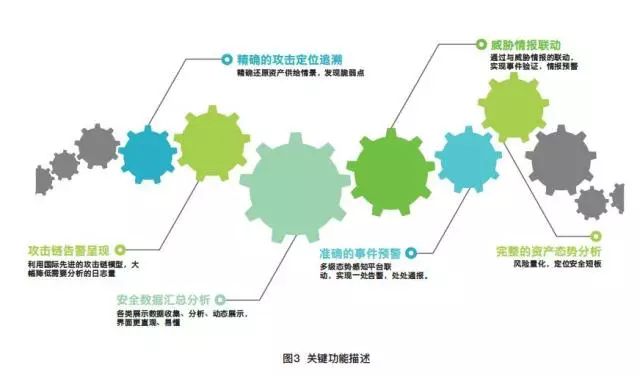 精确的攻击定位追溯
精确还原资产供给情景，发现脆弱点
威胁情报联动
通过与威胁情报的联动，
实现事件验证，情报预警
攻击链告警呈现
利用国际先进的攻击链模型，大
幅降低需要分析的日志量
准确的事件预警
多级态势感知平台联
动，实现一处告警，处处通报。
完整的资产态势分析
风险量化，定位安全短板
安全数据汇总分析
各类展示数据收集、分析、动态展示，
界面更直观、易懂
图3 关键功能描述